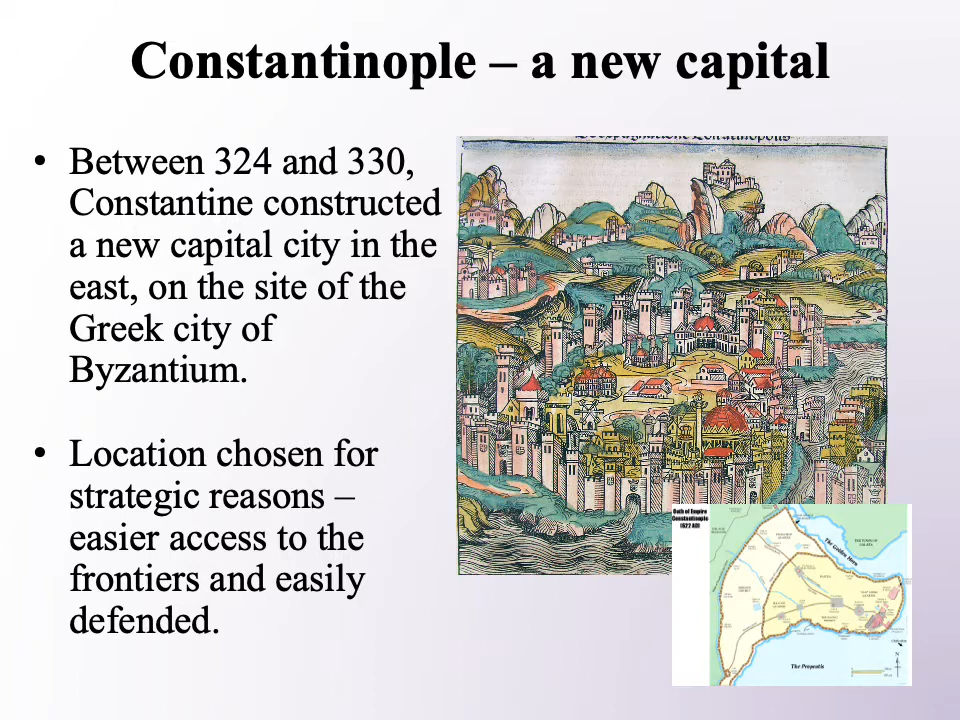 Constantinople – a new capital
• Between 324 and 330,
Constantine constructed
a new capital city in the
east, on the site of the
Greek city of
Byzantium.
• Location chosen for
strategic reasons –
easier access to the
frontiers and easily
defended.
Constantinople
The Golden Horn
The Propontis
N